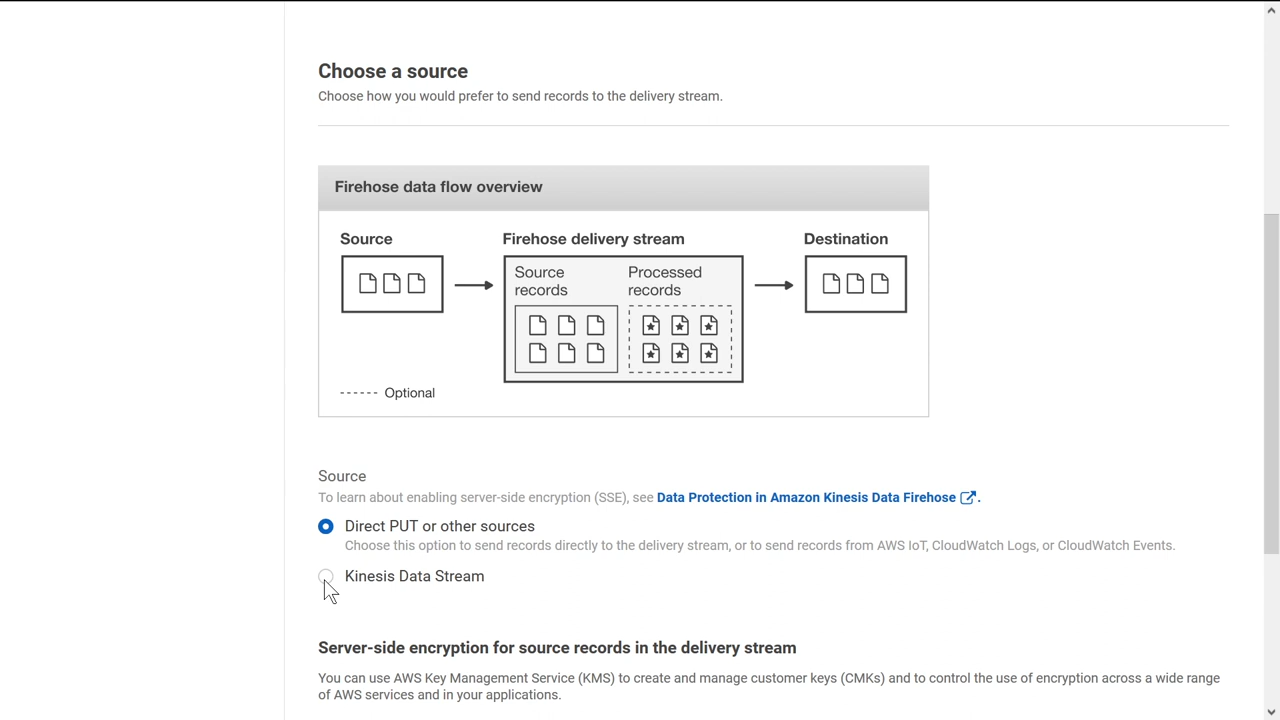 Choose a source
Choose how you would prefer to send records to the delivery stream.
Firehose data flow overview
Source
Firehose delivery stream
Destination
Source
records
Processed
records
Optional
Source
To learn about enabling server-side encryption (SSE), see Data Protection in Amazon Kinesis Data Firehose.
Direct PUT or other sources
Choose this option to send records directly to the delivery stream, or to send records from AWS IoT, CloudWatch Logs, or CloudWatch Events.
Kinesis Data Stream
Server-side encryption for source records in the delivery stream
You can use AWS Key Management Service (KMS) to create and manage customer keys (CMKs) and to control the use of encryption across a wide range
of AWS services and in your applications.